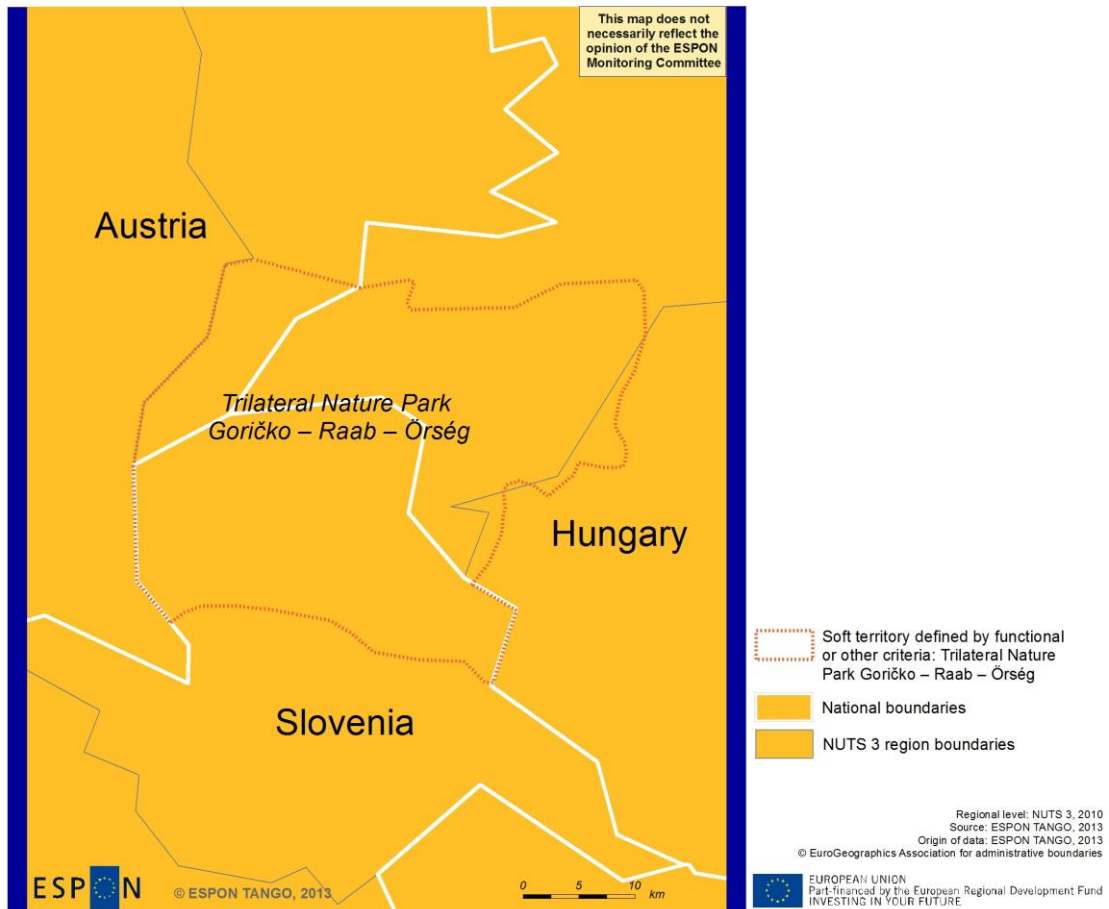 This map does not
necessarily reflect the
opinion of the ESPON
Monitoring Committee
Austria
Trilateral Nature Park
Goričko – Raab – Örség
Hungary
Slovenia
Soft territory defined by functional
or other criteria: Trilateral Nature
Park Goričko – Raab – Örség
National boundaries
NUTS 3 region boundaries
Regional level: NUTS 3, 2010
Source: ESPON TANGO, 2013
Origin of data: ESPON TANGO, 2013
© EuroGeographics Association for administrative boundaries
ESPON
© ESPON TANGO, 2013
0 5 10
km
EUROPEAN UNION
Part-financed by the European Regional Development Fund
INVESTING IN YOUR FUTURE